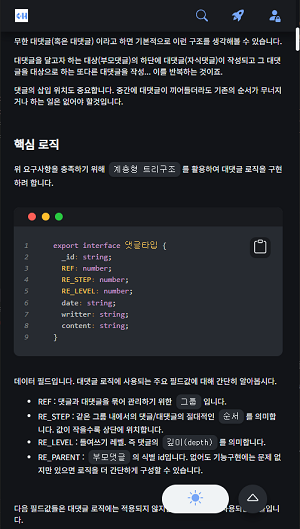 무한 대댓글(혹은 대댓글) 이라고 하면 기본적으로 이런 구조를 생각해볼 수 있습니다.
대댓글을 달고자 하는 대상(부모댓글)의 하단에 대댓글(자식댓글)이 작성되고 그 대댓
글을 대상으로 하는 또다른 대댓글을 작성... 이를 반복하는 것이죠.
댓글의 삽입 위치도 중요합니다. 중간에 대댓글이 끼어들더라도 기존의 순서가 무너지
거나 하는 일은 없어야 할것입니다.
핵심 로직
위 요구사항을 충족하기 위해 계층형 트리구조 를 활용하여 대댓글 로직을 구현
하려 합니다.
1 export interface 댓글타입 {
2 _id: string;
3 REF: number;
4 RE_STEP: number;
5 RE_LEVEL: number;
6 date: string;
7 writter: string;
8 content: string;
9 }
데이터 필드입니다. 대댓글 로직에 사용되는 주요 필드값에 대해 간단히 알아봅시다.
• REF : 댓글과 대댓글을 묶어 관리하기 위한 그룹 입니다.
• RE_STEP : 같은 그룹 내에서의 댓글/대댓글의 절대적인 순서 를 의미합
니다. 값이 작을수록 상단에 위치합니다.
• RE_LEVEL : 들여쓰기 레벨. 즉 댓글의 깊이(depth) 를 의미합니다.
• RE_PARENT : 부모댓글 의 식별 id입니다. 없어도 기능구현에는 문제 없
지만 있으면 로직을 더 간단하게 구성할 수 있습니다.
다음 필드값들은 대댓글 로직에는 적용되지 않지